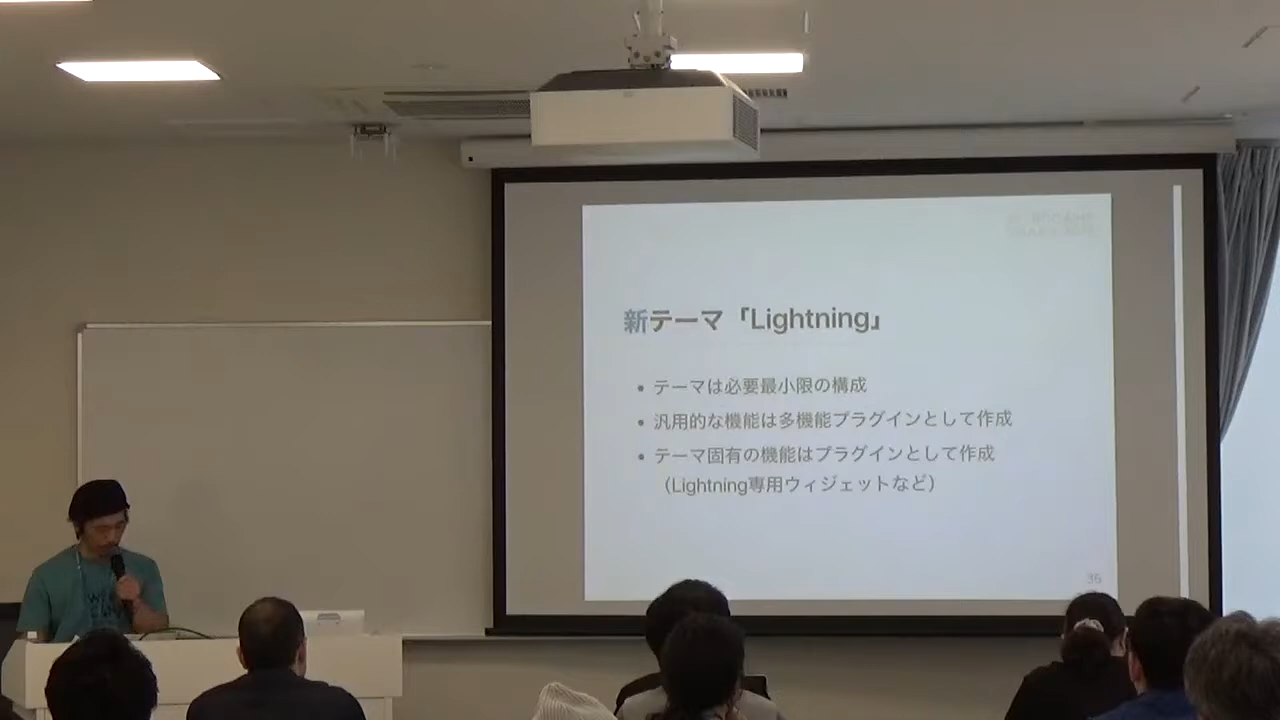 新テーマ「Lightning」
• テーマは必要最小限の構成
• 汎用的な機能は多機能プラグインとして作成
• テーマ固有の機能はプラグインとして作成
（Lightning専用ウィジェットなど）
35